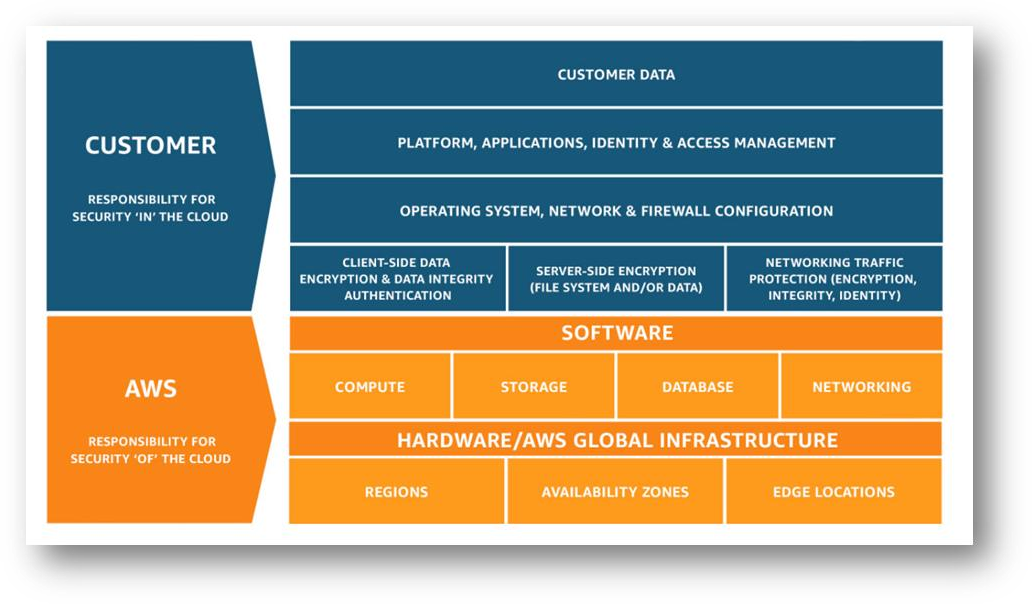 CUSTOMER
RESPONSIBILITY FOR
SECURITY ‘IN’ THE CLOUD
CUSTOMER DATA
PLATFORM, APPLICATIONS, IDENTITY & ACCESS MANAGEMENT
OPERATING SYSTEM, NETWORK & FIREWALL CONFIGURATION
CLIENT-SIDE DATA
ENCRYPTION & DATA INTEGRITY
AUTHENTICATION
SERVER-SIDE ENCRYPTION
(FILE SYSTEM AND/OR DATA)
NETWORKING TRAFFIC
PROTECTION (ENCRYPTION,
INTEGRITY, IDENTITY)
AWS
RESPONSIBILITY FOR
SECURITY ‘OF’ THE CLOUD
SOFTWARE
COMPUTE
STORAGE
DATABASE
NETWORKING
HARDWARE/AWS GLOBAL INFRASTRUCTURE
REGIONS
AVAILABILITY ZONES
EDGE LOCATIONS